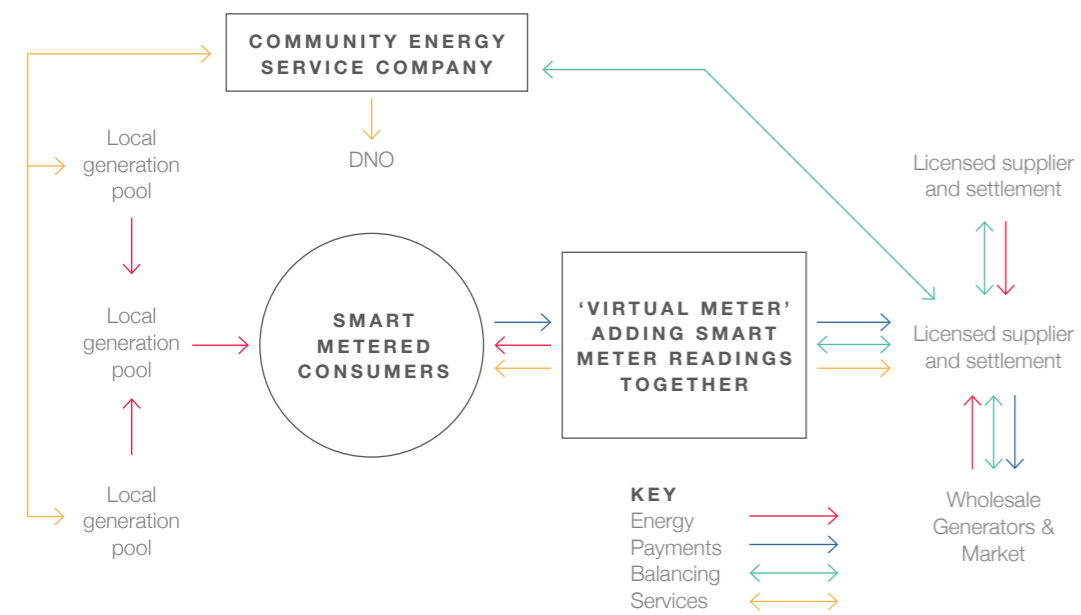 COMMUNITY ENERGY
SERVICE COMPANY
DNO
Local
generation
pool
Licensed supplier
and settlement
Local
generation
pool
SMART
METERED
CONSUMERS
‘VIRTUAL METER’
ADDING SMART
METER READINGS
TOGETHER
Licensed supplier
and settlement
Local
generation
pool
Wholesale
Generators &
Market
KEY
Energy
Payments
Balancing
Services